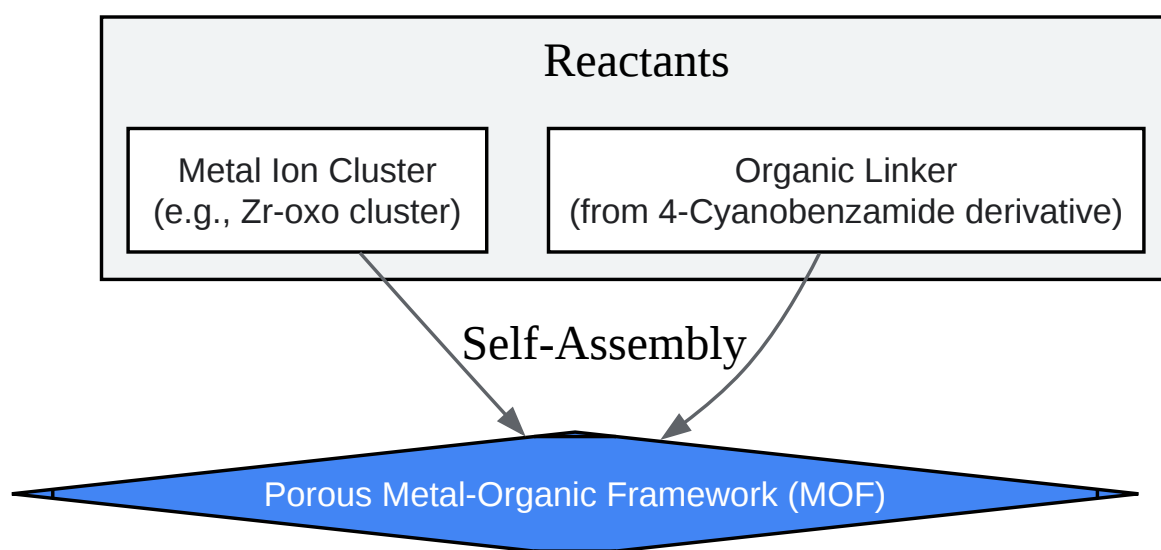 Reactants
Metal Ion Cluster
(e.g., Zr-oxo cluster)
Organic Linker
(from 4-Cyanobenzamide derivative)
Self-Assembly
Porous Metal-Organic Framework (MOF)